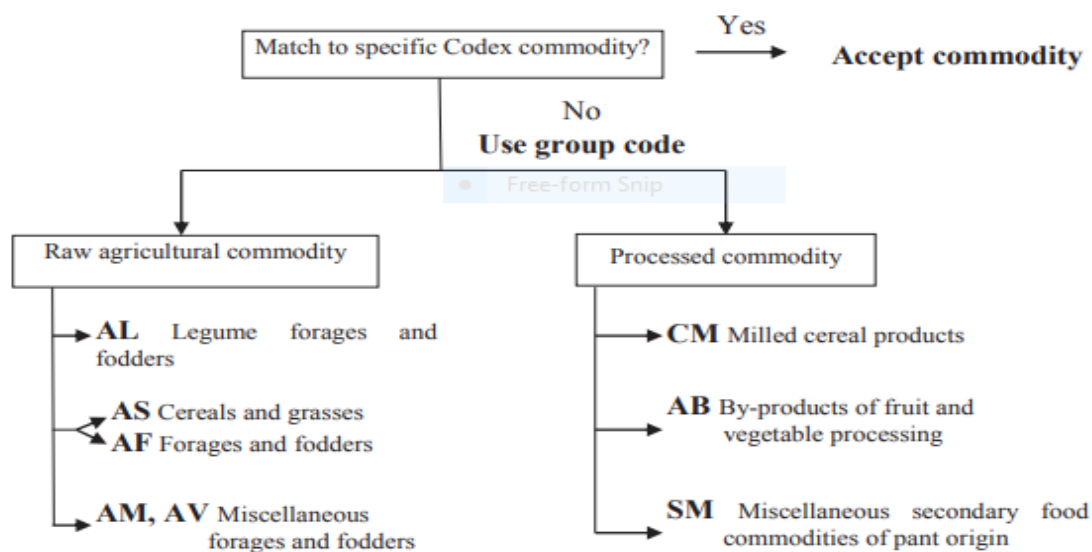 Match to specific Codex commodity?
Yes
Accept commodity
No
Use group code
Free-form Snip
Raw agricultural commodity
AL Legume forages and
fodders
AS Cereals and grasses
AF Forages and fodders
AM, AV Miscellaneous
forages and fodders
Processed commodity
CM Milled cereal products
AB By-products of fruit and
vegetable processing
SM Miscellaneous secondary food
commodities of pant origin